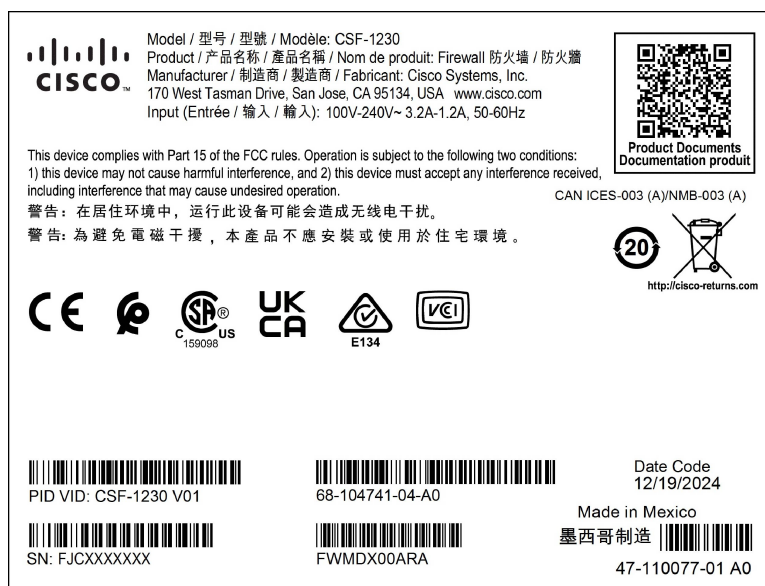 CISCO™
Model / 型号 / 型號 / Modèle: CSF-1230
Product / 产品名称 / 產品名稱 / Nom de produit: Firewall 防火墙 / 防火牆
Manufacturer / 制造商 / 製造商 / Fabricant: Cisco Systems, Inc.
170 West Tasman Drive, San Jose, CA 95134, USA www.cisco.com
Input (Entrée / 输入 / 輸入): 100V-240V~ 3.2A-1.2A, 50-60Hz
Product Documents
Documentation produit
This device complies with Part 15 of the FCC rules. Operation is subject to the following two conditions:
1) this device may not cause harmful interference, and 2) this device must accept any interference received,
including interference that may cause undesired operation.
CAN ICES-003 (A)/NMB-003 (A)
警告：在居住环境中，运行此设备可能会造成无线电干扰。
警告: 為避免電磁干擾，本產品不應安裝或使用於住宅環境。
20
http://cisco-returns.com
CE
SA®
C US
159098
UK
CA
E134
VCCI
PID VID: CSF-1230 V01
68-104741-04-A0
Date Code
12/19/2024
SN: FJCXXXXXXX
FWMDX00ARA
Made in Mexico
墨西哥制造
47-110077-01 A0